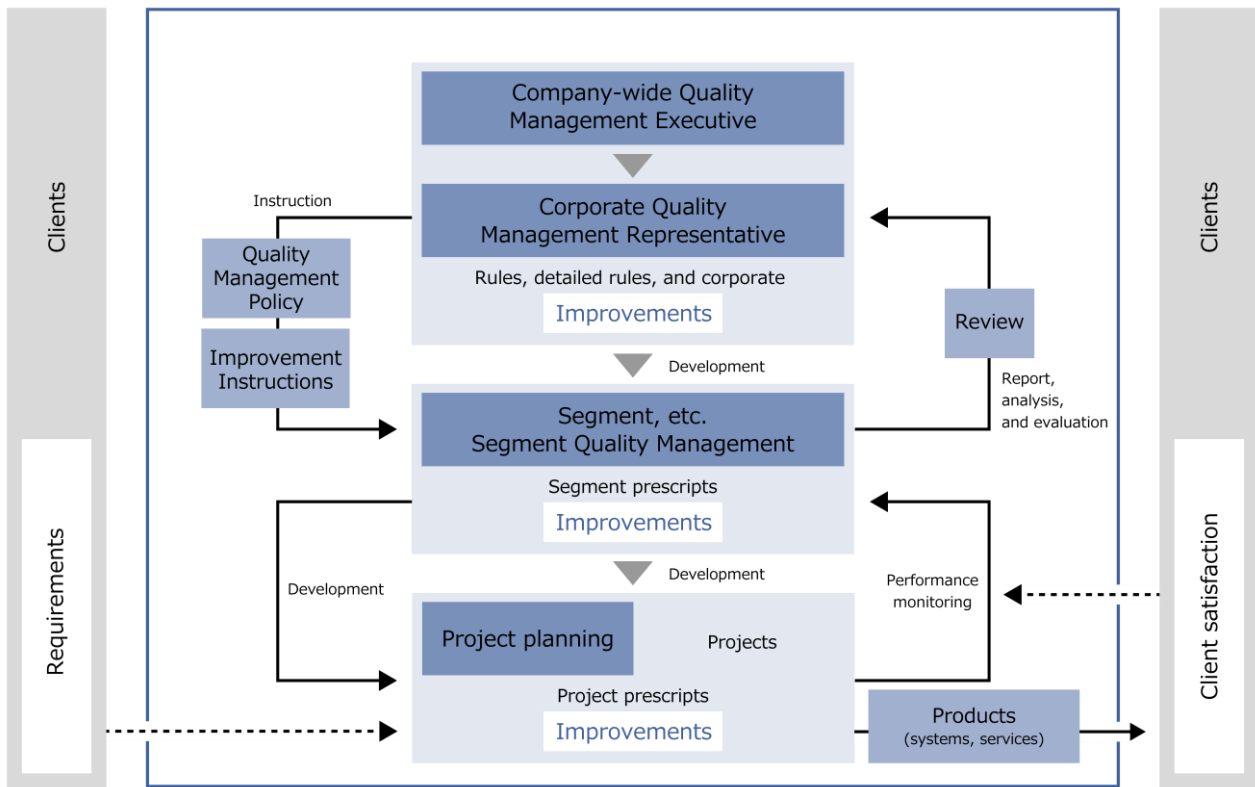 Clients
Requirements
Company-wide Quality
Management Executive
Instruction
Corporate Quality
Management Representative
Quality
Management
Policy
Rules, detailed rules, and corporate
Improvements
Improvement
Instructions
Review
Development
Report,
analysis,
and evaluation
Segment, etc.
Segment Quality Management
Segment prescripts
Improvements
Development
Development
Performance
monitoring
Project planning
Projects
Project prescripts
Improvements
Products
(systems, services)
Clients
Client satisfaction